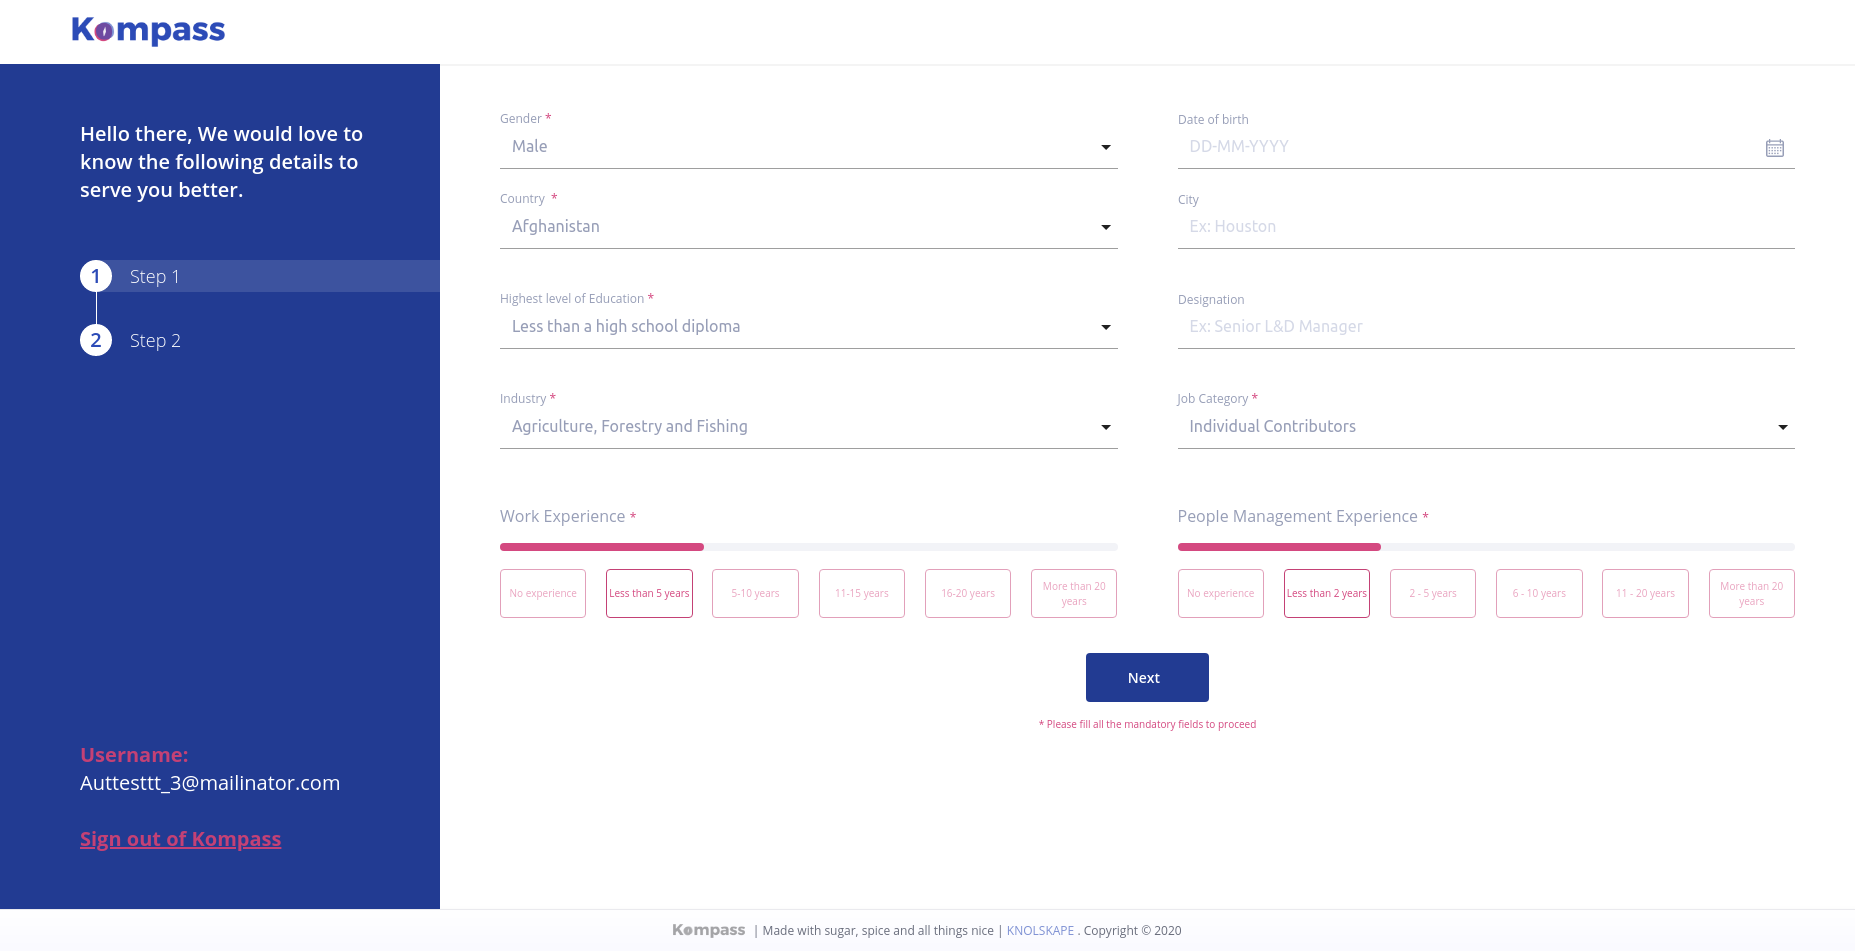 Kompass
Hello there, We would love to
know the following details to
serve you better.
1 Step 1
2 Step 2
Username:
Auttesttt_3@mailinator.com
Sign out of Kompass
Gender *
Male
Date of birth
DD-MM-YYYY
Country *
Afghanistan
City
Ex: Houston
Highest level of Education *
Less than a high school diploma
Designation
Ex: Senior L&D Manager
Industry *
Agriculture, Forestry and Fishing
Job Category *
Individual Contributors
Work Experience *
No experience
Less than 5 years
5-10 years
11-15 years
16-20 years
More than 20
years
People Management Experience *
No experience
Less than 2 years
2 - 5 years
6 - 10 years
11 - 20 years
More than 20
years
Next
* Please fill all the mandatory fields to proceed
Kompass | Made with sugar, spice and all things nice | KNOLSKAPE . Copyright © 2020